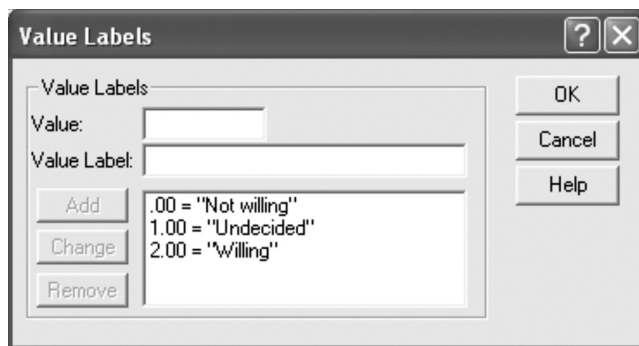 Value Labels
Value Labels
Value:
Value Label:
OK
Cancel
Help
Add
Change
Remove
.00 = "Not willing"
1.00 = "Undecided"
2.00 = "Willing"